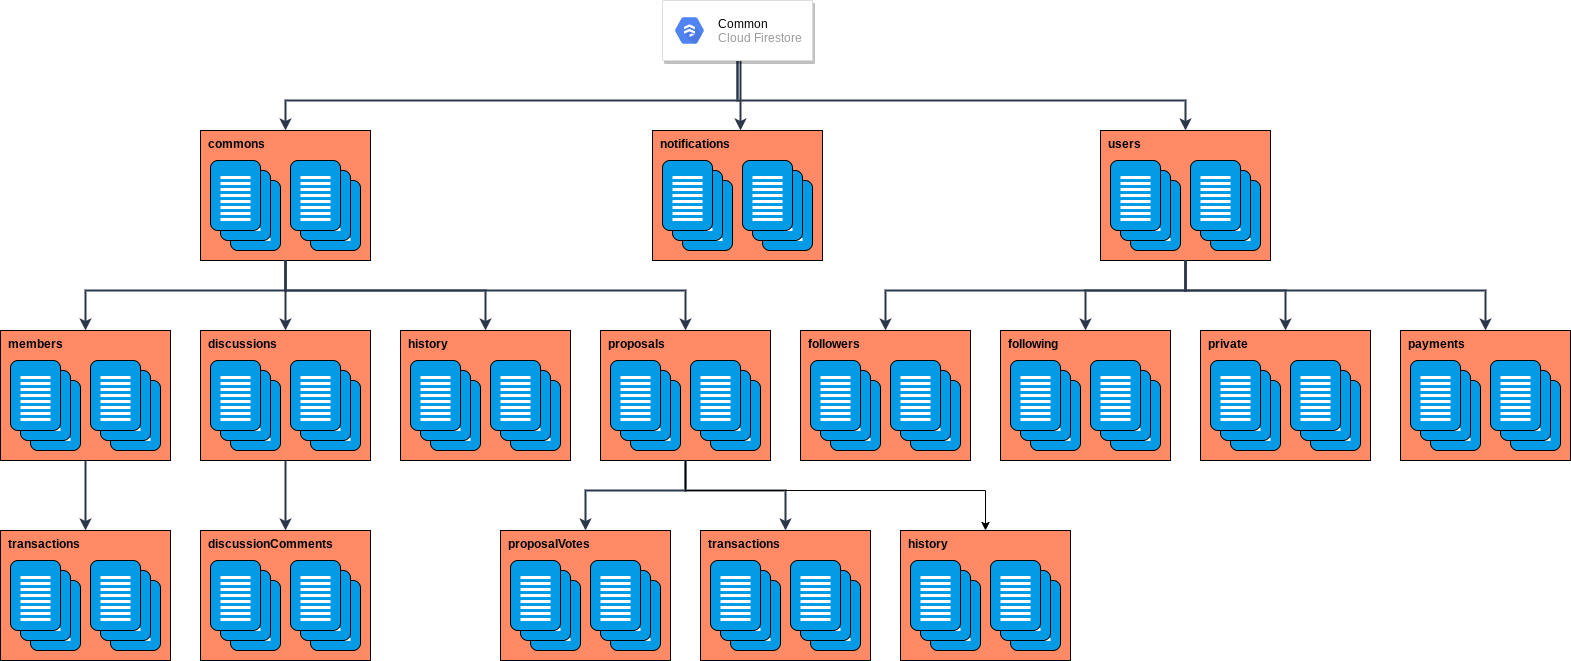 Common
Cloud Firestore
commons
notifications
users
members
discussions
history
proposals
followers
following
private
payments
transactions
discussionComments
proposalVotes
transactions
history